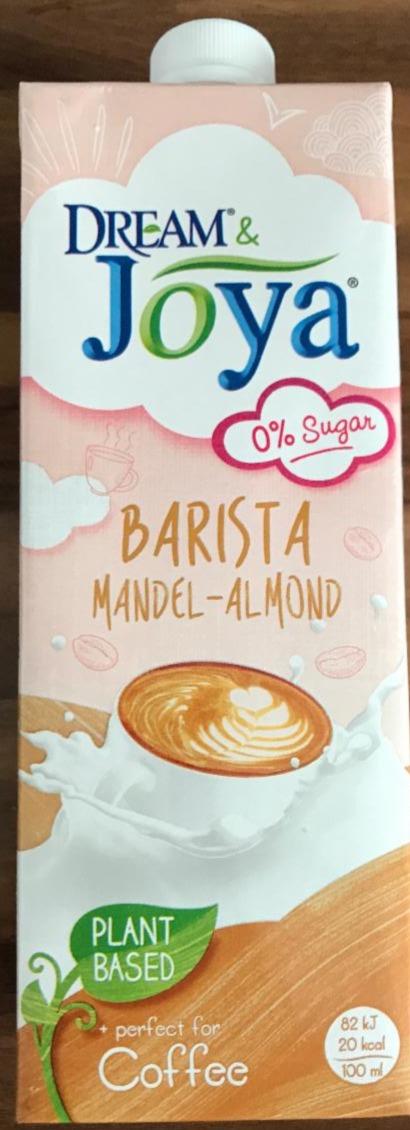 DREAM® &
Joya®
0% Sugar
BARISTA
MANDEL-ALMOND
PLANT
BASED
+ perfect for
Coffee
82 kJ
20 kcal
100 ml